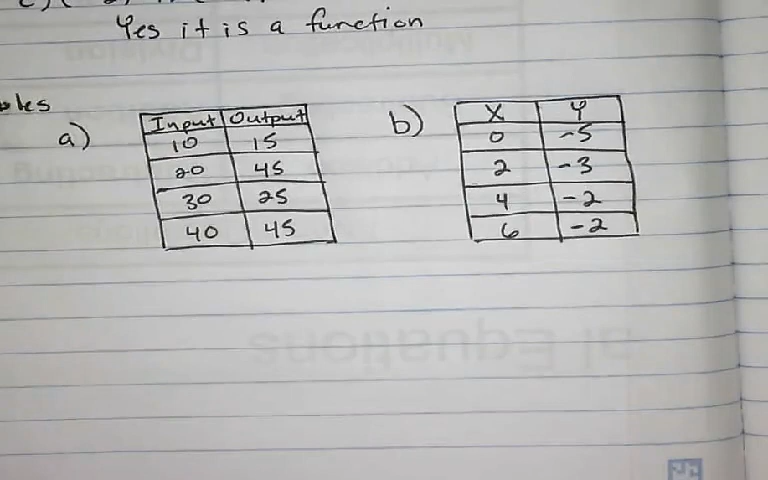 Yes it is a function
a)
Input Output
10 15
20 45
30 25
40 45
b)
X Y
0 -5
2 -3
4 -2
6 -2